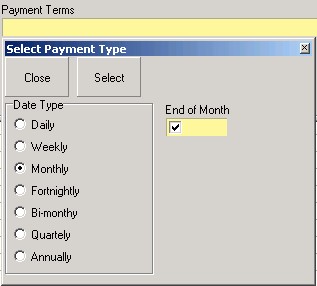 Payment Terms
Select Payment Type
Close
Select
Date Type
Daily
Weekly
Monthly
Fortnightly
Bi-monthy
Quartely
Annually
End of Month